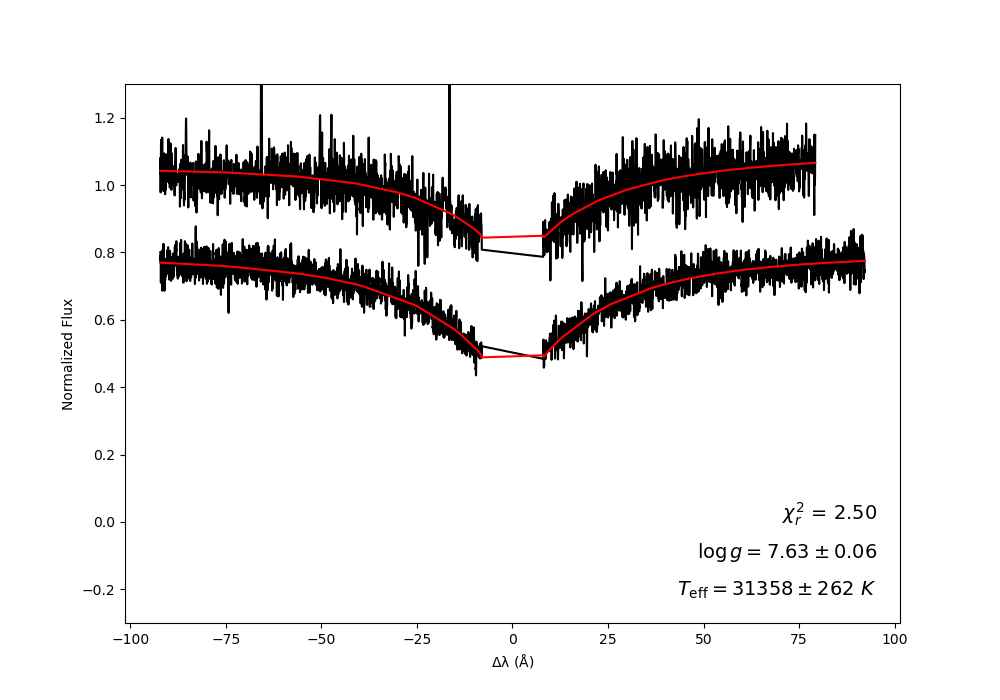 1.2
1.0
0.8
0.6
0.4
0.2
0.0
−0.2
Normalized Flux
χ²ᵣ = 2.50
log g = 7.63 ± 0.06
T_eff = 31358 ± 262 K
−100 −75 −50 −25 0 25 50 75 100
Δλ (Å)